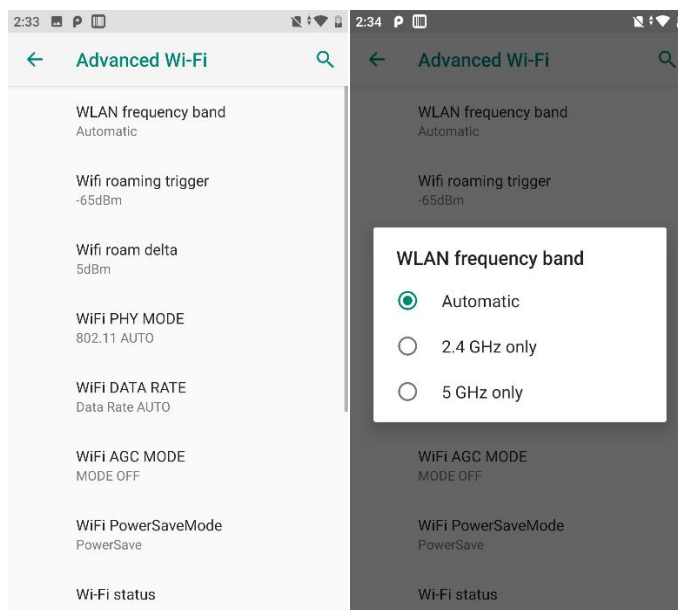 2:33
Advanced Wi-Fi
WLAN frequency band
Automatic
Wifi roaming trigger
-65dBm
Wifi roam delta
5dBm
WiFi PHY MODE
802.11 AUTO
WiFi DATA RATE
Data Rate AUTO
WiFi AGC MODE
MODE OFF
WiFi PowerSaveMode
PowerSave
Wi-Fi status
2:34
Advanced Wi-Fi
WLAN frequency band
Automatic
Wifi roaming trigger
-65dBm
WLAN frequency band
Automatic
2.4 GHz only
5 GHz only
WiFi AGC MODE
MODE OFF
WiFi PowerSaveMode
PowerSave
Wi-Fi status